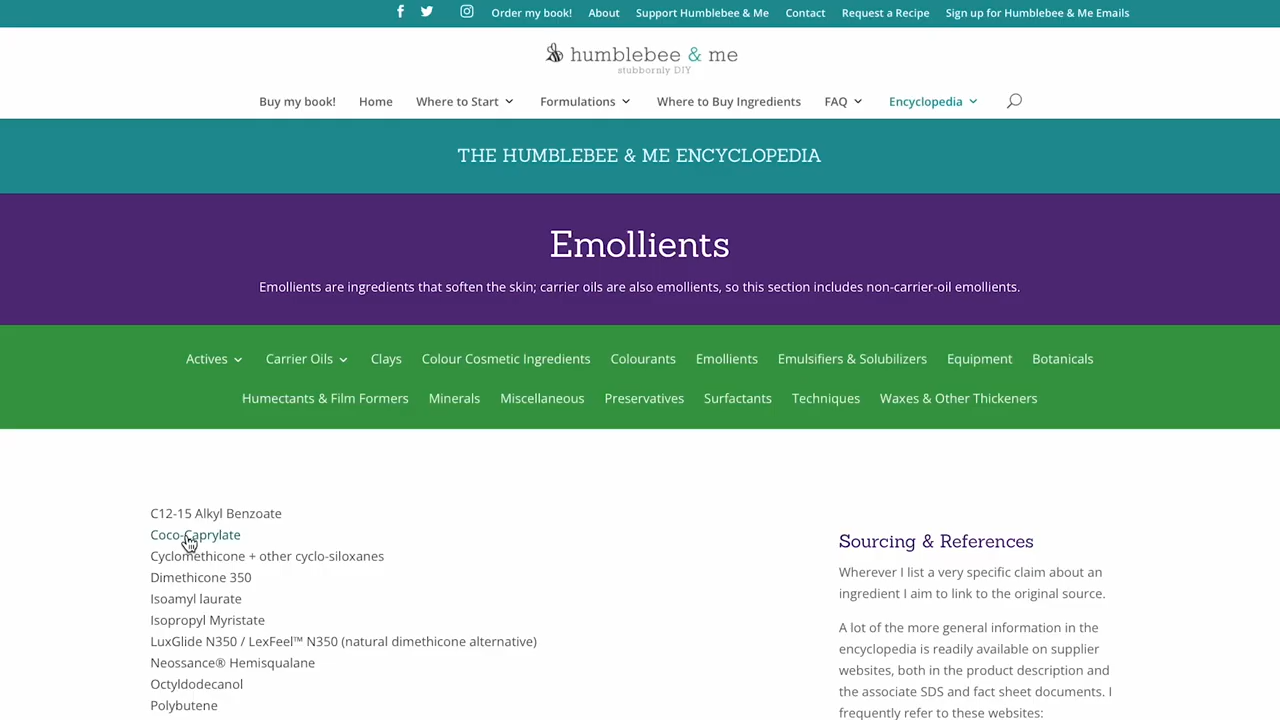 Order my book! About Support Humblebee & Me Contact Request a Recipe Sign up for Humblebee & Me Emails
humblebee & me
stubbornly DIY
Buy my book! Home Where to Start Formulations Where to Buy Ingredients FAQ Encyclopedia
THE HUMBLEBEE & ME ENCYCLOPEDIA
Emollients
Emollients are ingredients that soften the skin; carrier oils are also emollients, so this section includes non-carrier-oil emollients.
Actives Carrier Oils Clays Colour Cosmetic Ingredients Colourants Emollients Emulsifiers & Solubilizers Equipment Botanicals
Humectants & Film Formers Minerals Miscellaneous Preservatives Surfactants Techniques Waxes & Other Thickeners
C12-15 Alkyl Benzoate
Coco-Caprylate
Cyclomethicone + other cyclo-siloxanes
Dimethicone 350
Isoamyl laurate
Isopropyl Myristate
LuxGlide N350 / LexFeel™ N350 (natural dimethicone alternative)
Neossance® Hemisqualane
Octyldodecanol
Polybutene
Sourcing & References
Wherever I list a very specific claim about an
ingredient I aim to link to the original source.
A lot of the more general information in the
encyclopedia is readily available on supplier
websites, both in the product description and
the associate SDS and fact sheet documents. I
frequently refer to these websites: